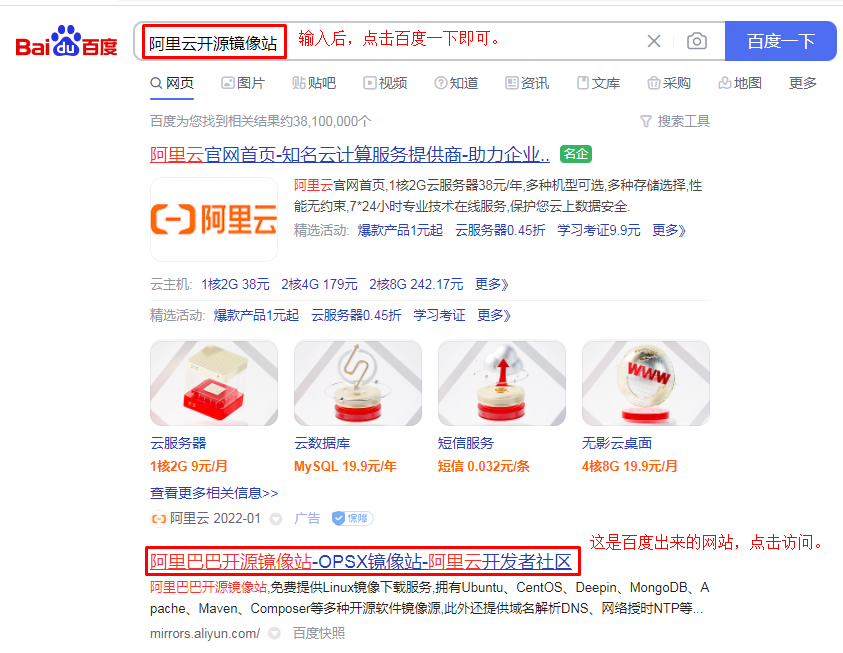 Bai du 百度
阿里云开源镜像站
输入后，点击百度一下即可。
百度一下
网页 图片 贴吧 视频 知道 资讯 文库 采购 地图 更多
百度为您找到相关结果约38,100,000个
搜索工具
阿里云官网首页-知名云计算服务提供商-助力企业.. 名企
阿里云
阿里云官网首页,1核2G云服务器38元/年,多种机型可选,多种存储选择,性
能无约束,7*24小时专业技术在线服务,保护您云上数据安全.
精选活动: 爆款产品1元起 云服务器0.45折 学习考证9.9元 更多》
云主机: 1核2G 38元 2核4G 179元 2核8G 242.17元 更多》
精选活动: 爆款产品1元起 云服务器0.45折 学习考证 更多》
WWW
云服务器 云数据库 短信服务 无影云桌面
1核2G 9元/月 MySQL 19.9元/年 短信 0.032元/条 4核8G 19.9元/月
查看更多相关信息>>
阿里云 2022-01 广告 保障
阿里巴巴开源镜像站-OPSX镜像站-阿里云开发者社区
这是百度出来的网站，点击访问。
阿里巴巴开源镜像站,免费提供Linux镜像下载服务,拥有Ubuntu、CentOS、Deepin、MongoDB、A
pache、Maven、Composer等多种开源软件镜像源,此外还提供域名解析DNS、网络授时NTP等...
mirrors.aliyun.com/ 百度快照